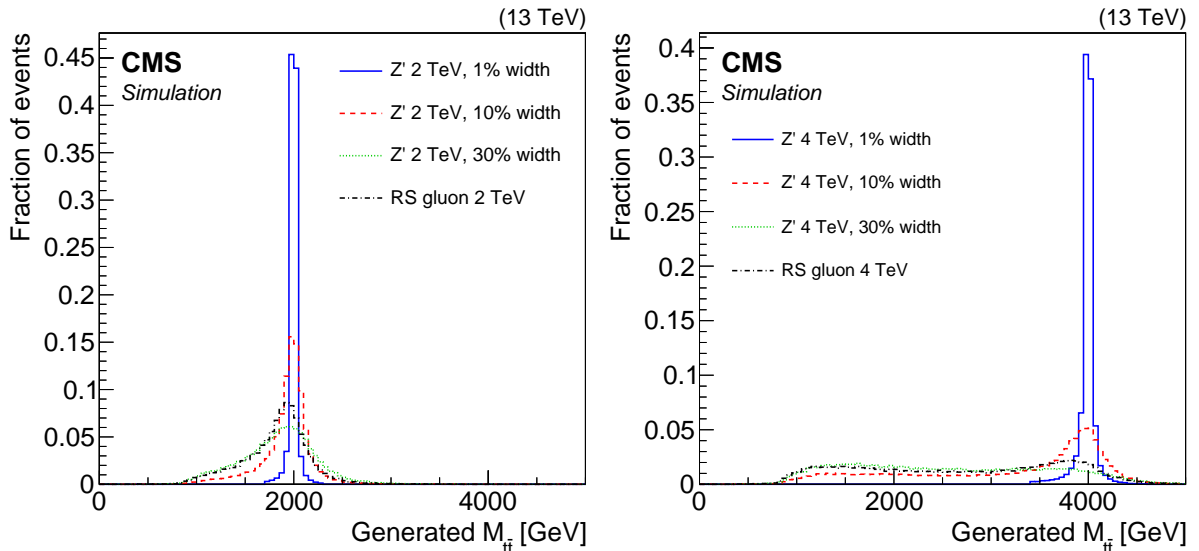 (13 TeV)
CMS
Simulation
Z' 2 TeV, 1% width
Z' 2 TeV, 10% width
Z' 2 TeV, 30% width
RS gluon 2 TeV
Fraction of events
0.45
0.4
0.35
0.3
0.25
0.2
0.15
0.1
0.05
0
0 2000 4000
Generated M_{tt̄} [GeV]
(13 TeV)
CMS
Simulation
Z' 4 TeV, 1% width
Z' 4 TeV, 10% width
Z' 4 TeV, 30% width
RS gluon 4 TeV
Fraction of events
0.4
0.35
0.3
0.25
0.2
0.15
0.1
0.05
0
0 2000 4000
Generated M_{tt̄} [GeV]